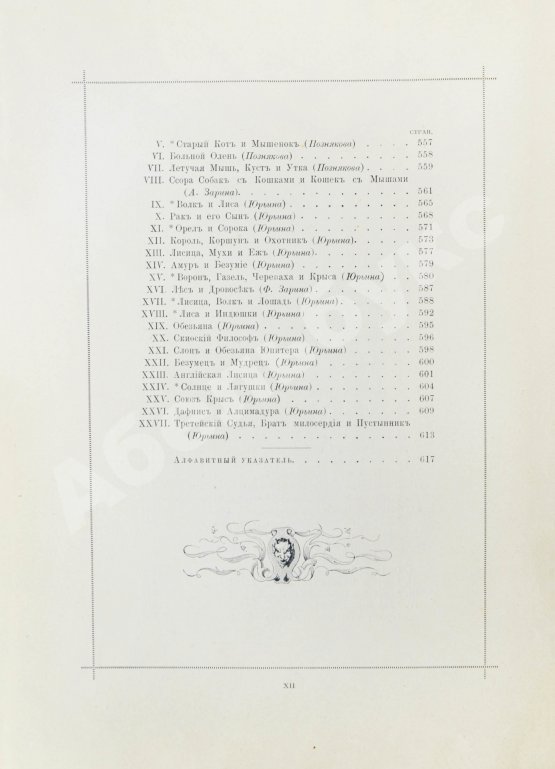 СТРАН.
V. *Старый Котъ и Мышенокъ (Познякова) . . . . 557
VI. Больной Олень (Познякова) . . . . . . . . . 558
VII. Летучая Мышь, Кустъ и Утка (Познякова) . . . . 559
VIII. Ссора Собакъ съ Кошками и Кошекъ съ Мышами
(А. Зарина). . . . . . . . . . . . . . 561
IX. *Волкъ и Лиса (Юрьина) . . . . . . . . . 565
X. Ракъ и его Сынъ (Юрьина) . . . . . . . . . 568
XI. *Орелъ и Сорока (Юрьина) . . . . . . . . . 571
XII. Король, Коршунъ и Охотникъ (Юрьина). . . . . 573
XIII. Лисица, Мухи и Ёжъ (Юрьина). . . . . . . . 577
XIV. Амуръ и Безуміе (Юрьина) . . . . . . . . . 579
XV. *Воронъ, Газель, Черепаха и Крыса (Юрьина) . . . 580
XVI. Лѣсъ и Дровосѣкъ (Ф. Зарина) . . . . . . . . 587
XVII. *Лисица, Волкъ и Лошадь (Юрьина) . . . . . . 588
XVIII. *Лиса и Индюшки (Юрьина) . . . . . . . . 592
XIX. Обезьяна (Юрьина) . . . . . . . . . . . 595
XX. Скиѳскій Философъ (Юрьина) . . . . . . . . 596
XXI. Слонъ и Обезьяна Юпитера (Юрьина) . . . . . . 598
XXII. Безумецъ и Мудрецъ (Юрьина) . . . . . . . . 600
XXIII. Англійская Лисица (Юрьина) . . . . . . . . 601
XXIV. *Солнце и Лягушки (Юрьина) . . . . . . . . 604
XXV. Союзъ Крысъ (Юрьина) . . . . . . . . . . 607
XXVI. Дафнисъ и Алцимадура (Юрьина) . . . . . . . 609
XXVII. Третейскій Судья, Братъ милосердія и Пустынникъ
(Юрьина) . . . . . . . . . . . . . . . 613
Алфавитный указатель. . . . . . . . . . 617
XII